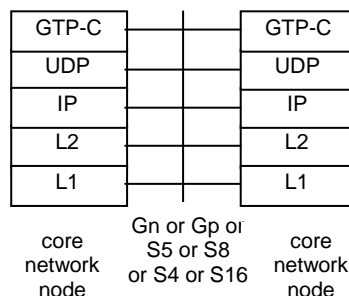 GTP-C GTP-C
UDP UDP
IP IP
L2 L2
L1 L1
core
network
node
Gn or Gp or
S5 or S8
or S4 or S16
core
network
node